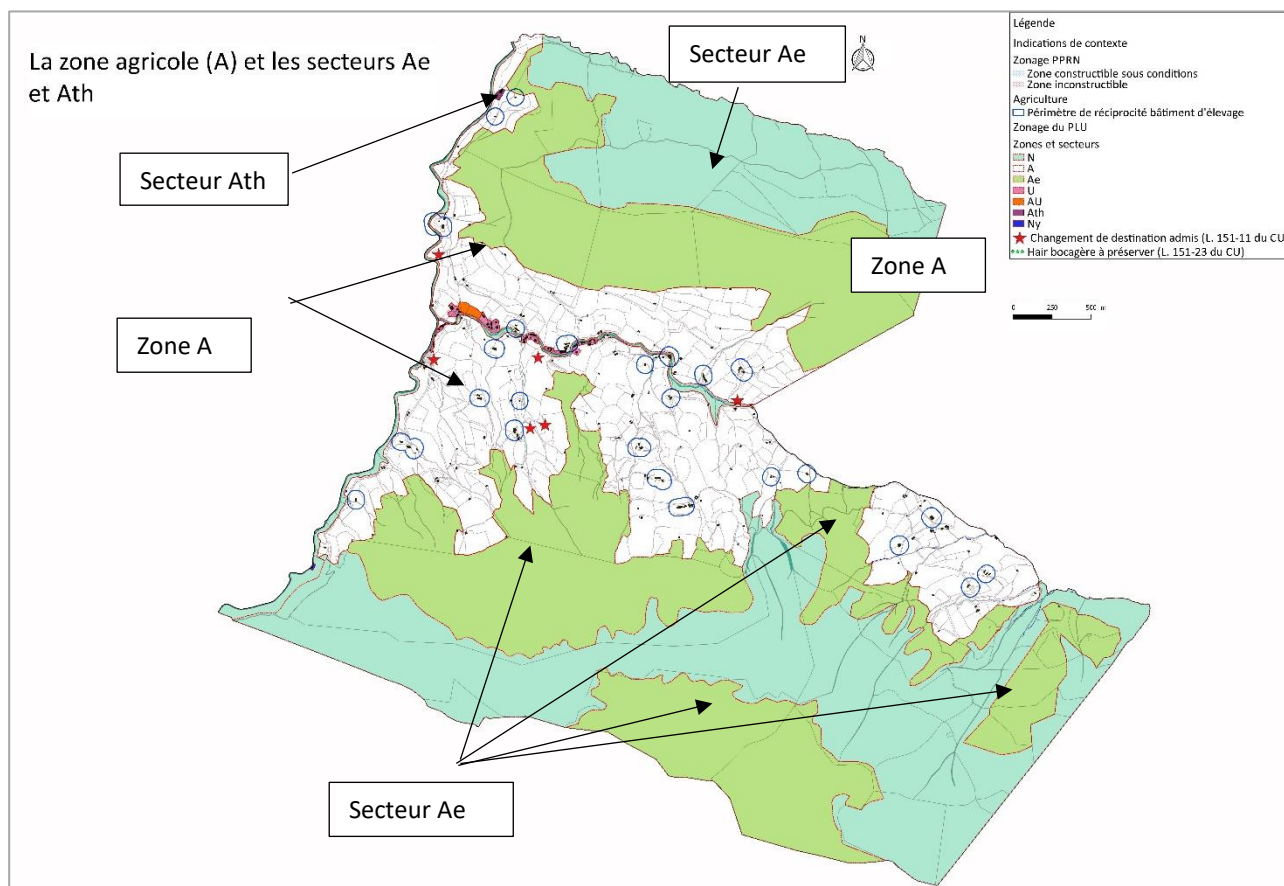 La zone agricole (A) et les secteurs Ae
et Ath
Secteur Ae
N
Secteur Ath
Zone A
Zone A
Secteur Ae
Légende
Indications de contexte
Zonage PPRN
Zone constructible sous conditions
Zone inconstructible
Agriculture
Périmètre de réciprocité bâtiment d'élevage
Zonage du PLU
Zones et secteurs
N
A
Ae
U
AU
Ath
Ny
Changement de destination admis (L. 151-11 du CU
Hair bocagère à préserver (L. 151-23 du CU)
0 250 500 m